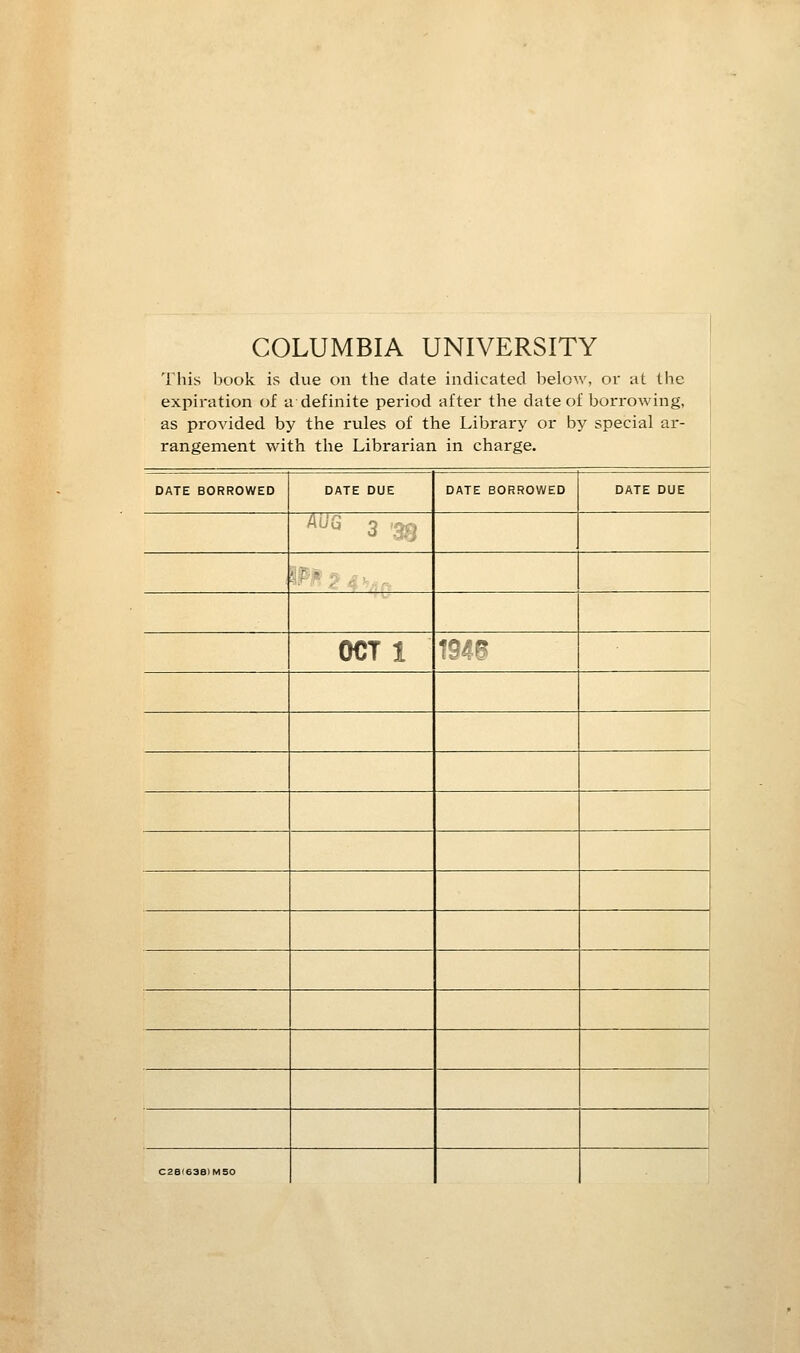 COLUMBIA UNIVERSITY
This book is due on the date indicated below, or at the
expiration of a definite period after the date of borrowing,
as provided by the rules of the Library or by special ar-
rangement with the Librarian in charge.
DATE BORROWED DATE DUE DATE BORROWED DATE DUE
AUG 3
APR 24 '40
OCT 1 1946
C28(638)M50